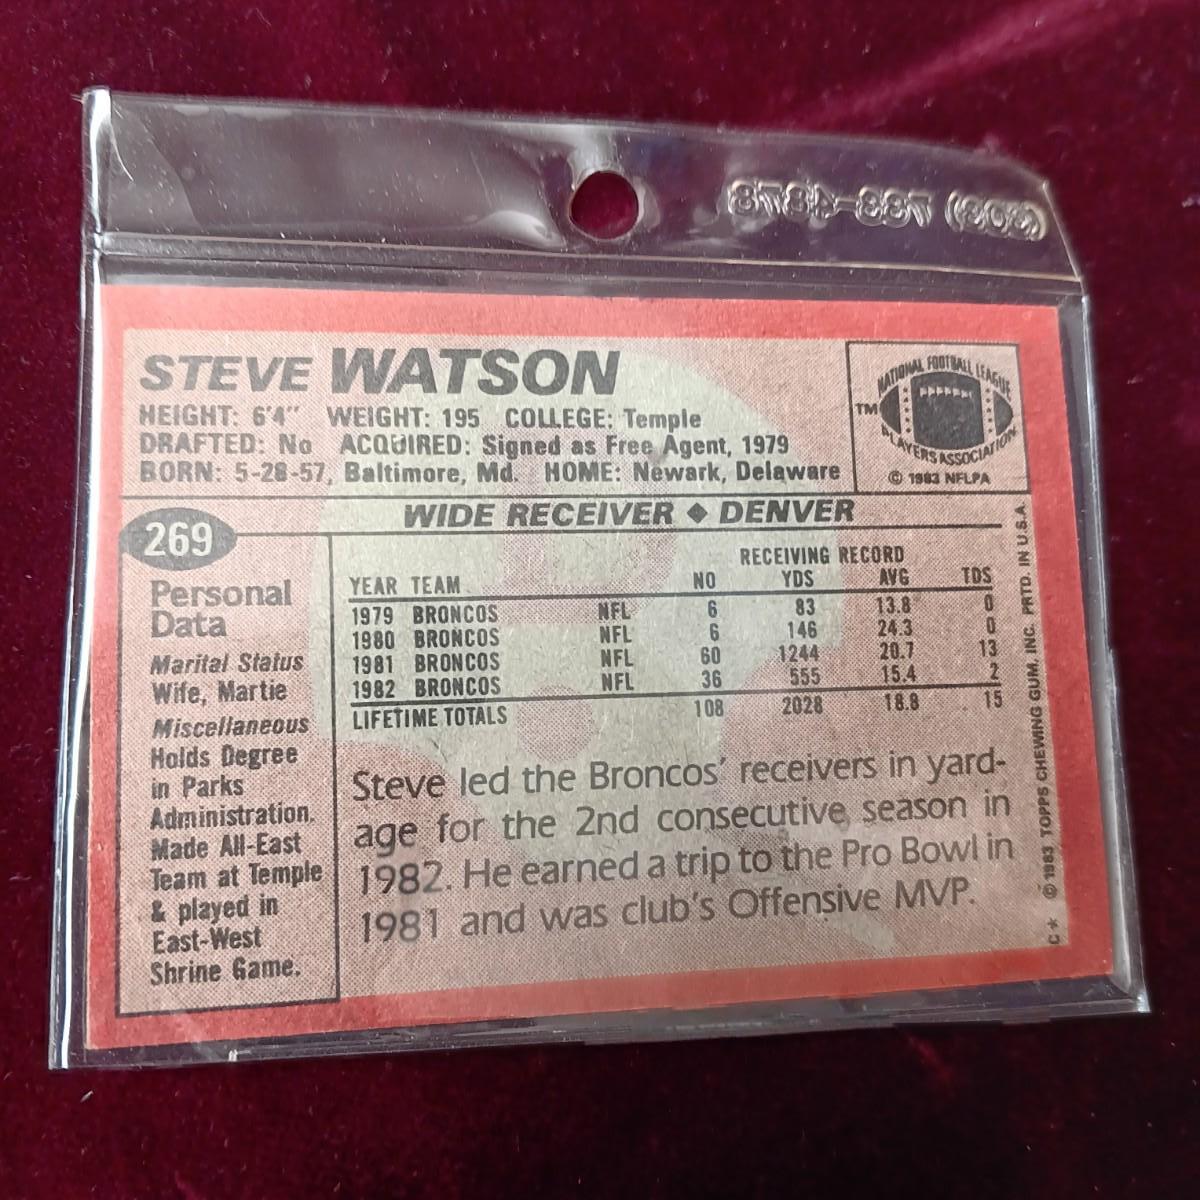 (303) 733-4878
STEVE WATSON
HEIGHT: 6'4" WEIGHT: 195 COLLEGE: Temple
DRAFTED: No ACQUIRED: Signed as Free Agent, 1979
BORN: 5-28-57, Baltimore, Md. HOME: Newark, Delaware
NATIONAL FOOTBALL LEAGUE
TM
PLAYERS ASSOCIATION
© 1983 NFLPA
269
WIDE RECEIVER ◆ DENVER
Personal
Data
Marital Status
Wife, Martie
Miscellaneous
Holds Degree
in Parks
Administration.
Made All-East
Team at Temple
& played in
East-West
Shrine Game.
RECEIVING RECORD
YEAR TEAM NO YDS AVG TDS
1979 BRONCOS NFL 6 83 13.8 0
1980 BRONCOS NFL 6 146 24.3 0
1981 BRONCOS NFL 60 1244 20.7 13
1982 BRONCOS NFL 36 555 15.4 2
LIFETIME TOTALS 108 2028 18.8 15
Steve led the Broncos' receivers in yard-
age for the 2nd consecutive season in
1982. He earned a trip to the Pro Bowl in
1981 and was club's Offensive MVP.
C* © 1983 TOPPS CHEWING GUM, INC. PRTD. IN U.S.A.